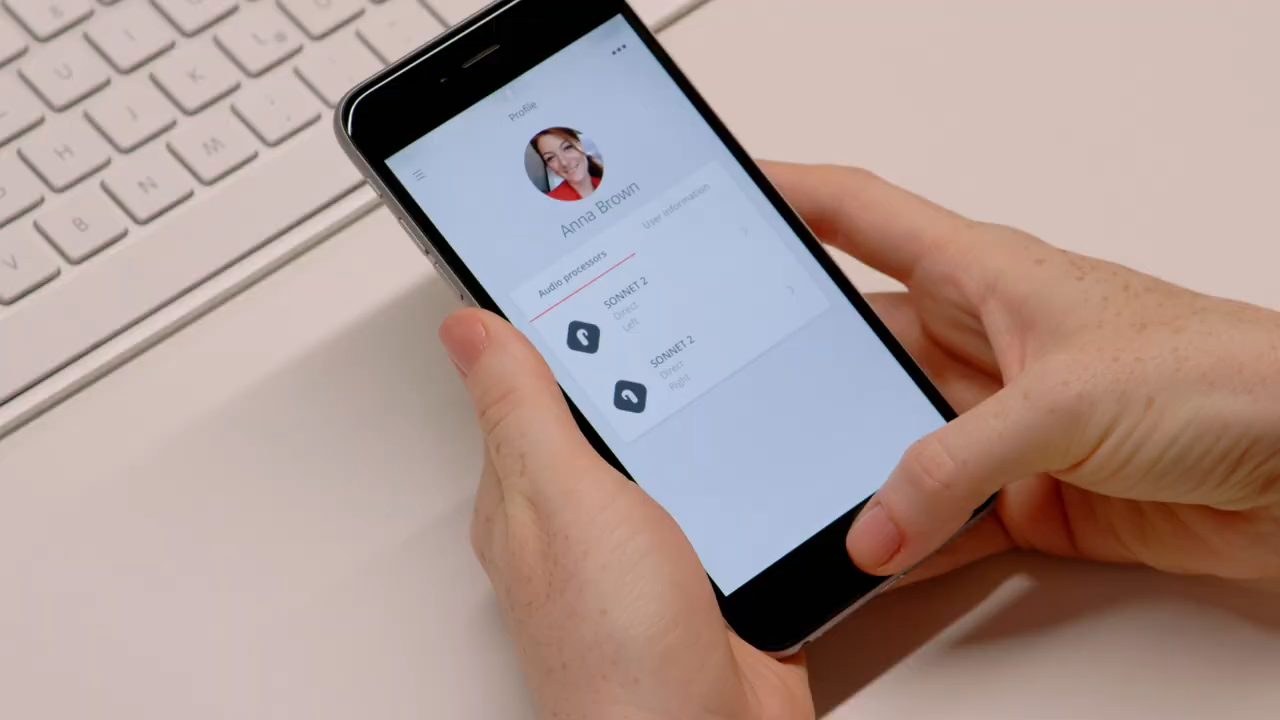 U
I
K
L
H
J
V
B
N
M
Profile
Anna Brown
Audio processors
User information
SONNET 2
Direct
Left
SONNET 2
Direct
Right